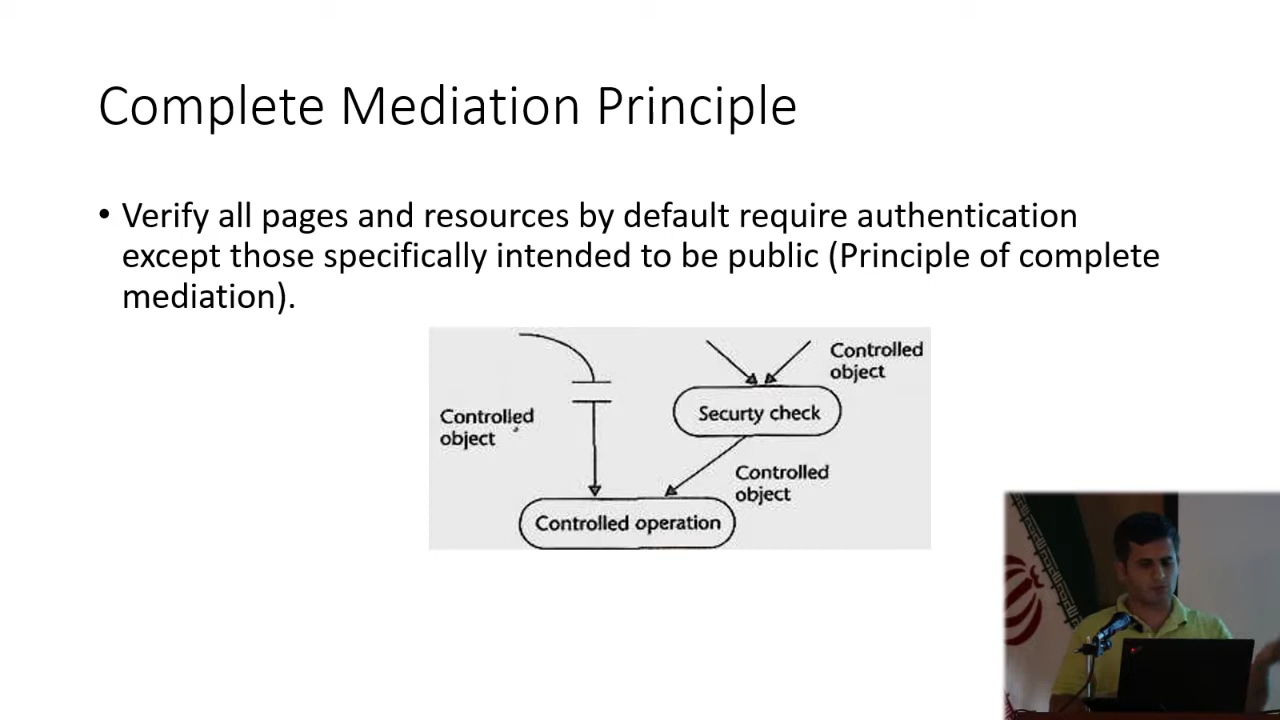 Complete Mediation Principle
• Verify all pages and resources by default require authentication
except those specifically intended to be public (Principle of complete
mediation).
Controlled
object
Securty check
Controlled
object
Controlled
object
Controlled operation